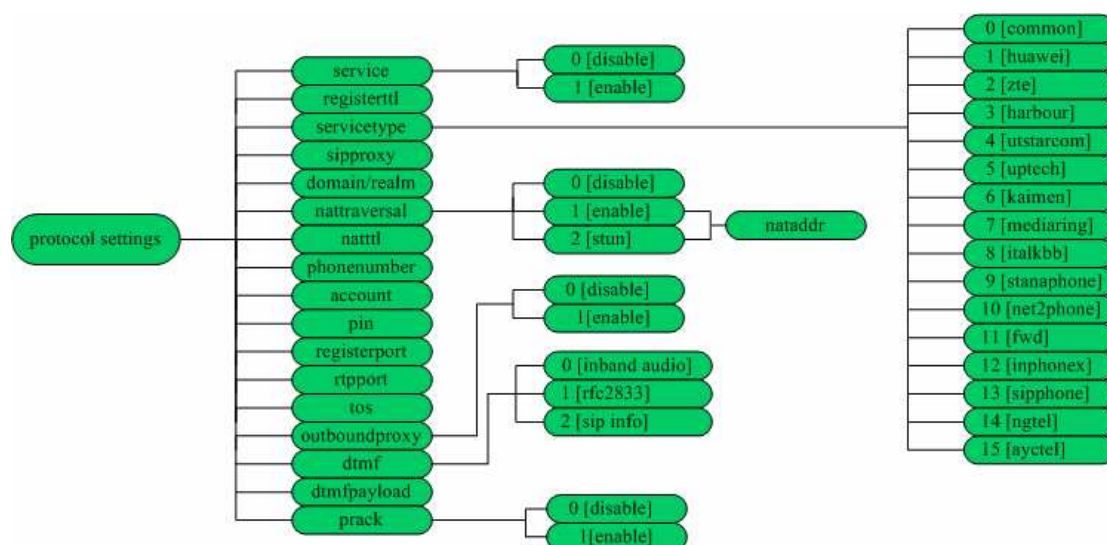 protocol settings
service
registerttl
servicetype
sipproxy
domain/realm
nattraversal
natttl
phonenumber
account
pin
registerport
rtpport
tos
outboundproxy
dtmf
dtmfpayload
prack
0 [disable]
1 [enable]
0 [disable]
1 [enable]
2 [stun]
nataddr
0 [disable]
1[enable]
0 [inband audio]
1 [rfc2833]
2 [sip info]
0 [disable]
1[enable]
0 [common]
1 [huawei]
2 [zte]
3 [harbour]
4 [utstarcom]
5 [uptech]
6 [kaimen]
7 [mediaring]
8 [italkbb]
9 [stanaphone]
10 [net2phone]
11 [fwd]
12 [inphonex]
13 [sipphone]
14 [ngtel]
15 [ayctel]